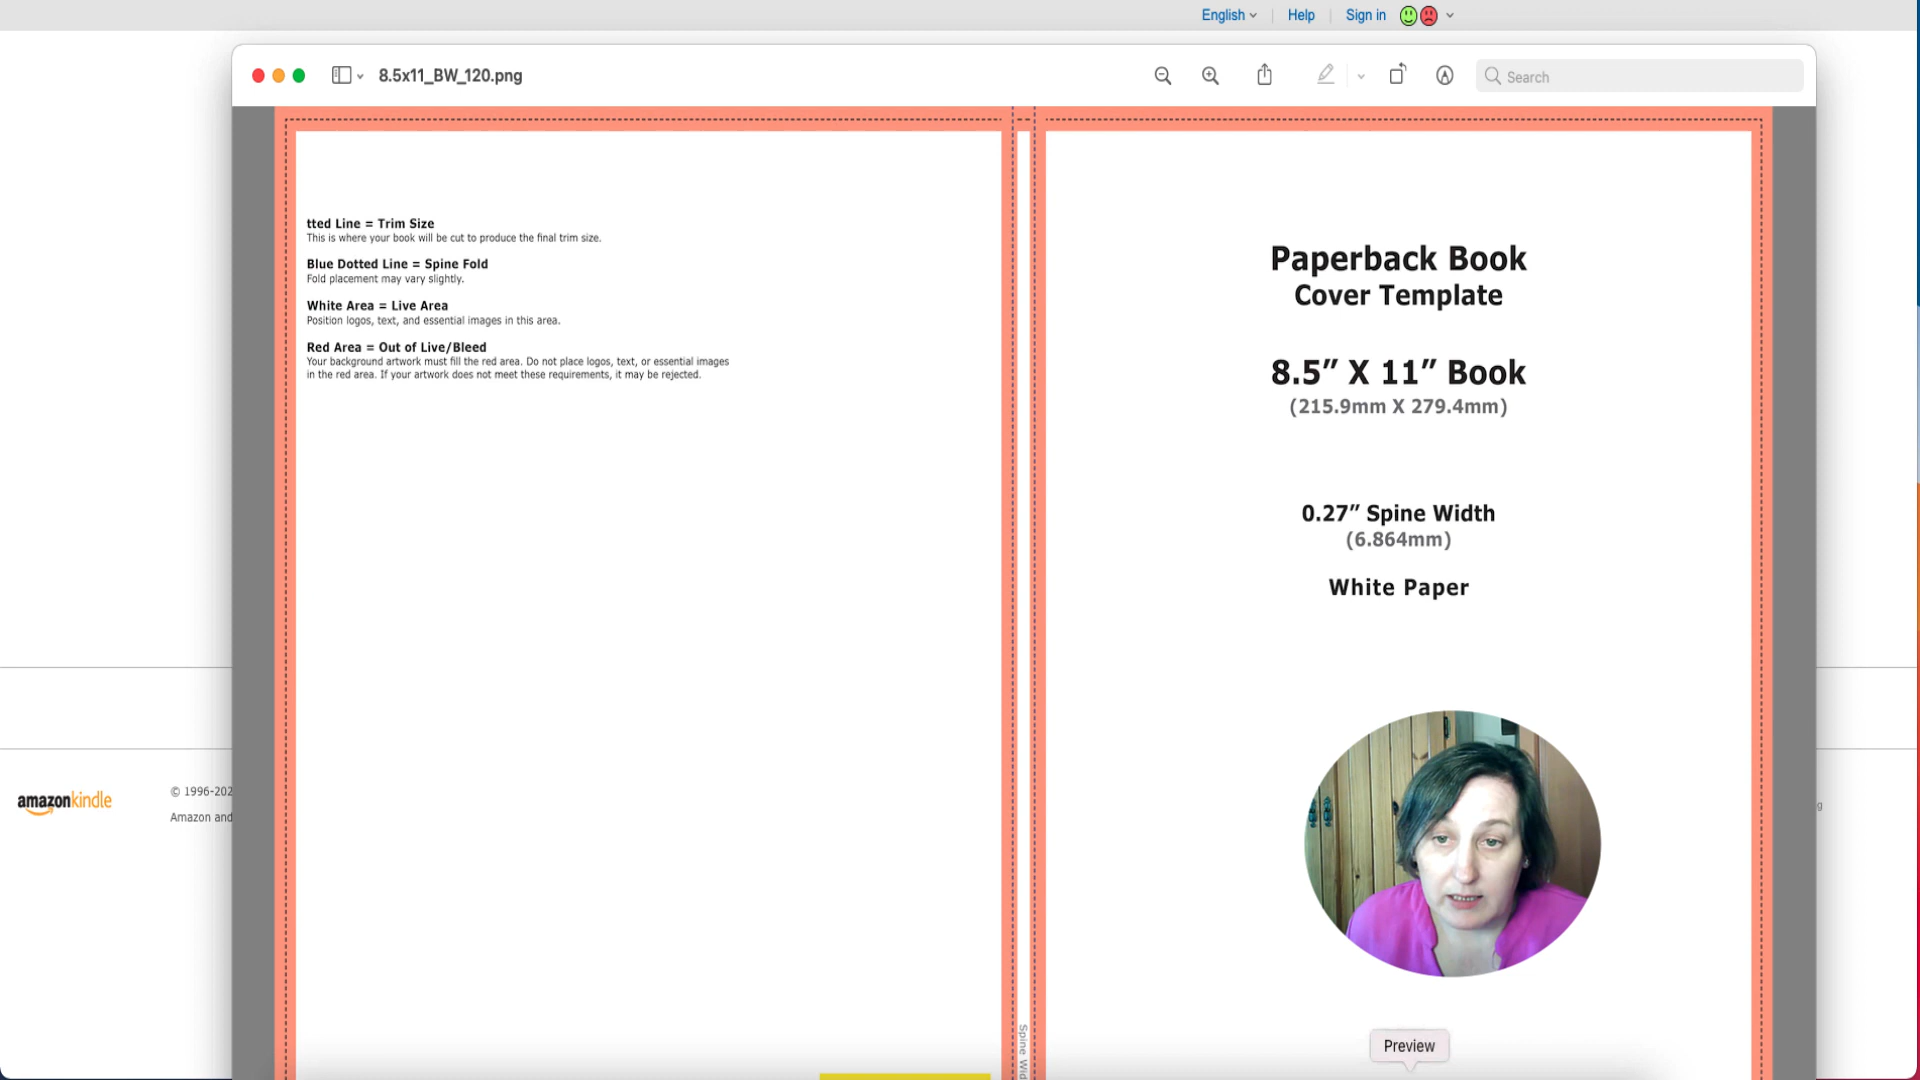 English
Help
Sign in
8.5x11_BW_120.png
Search
tted Line = Trim Size
This is where your book will be cut to produce the final trim size.
Blue Dotted Line = Spine Fold
Fold placement may vary slightly.
White Area = Live Area
Position logos, text, and essential images in this area.
Red Area = Out of Live/Bleed
Your background artwork must fill the red area. Do not place logos, text, or essential images
in the red area. If your artwork does not meet these requirements, it may be rejected.
Paperback Book
Cover Template
8.5” X 11” Book
(215.9mm X 279.4mm)
0.27” Spine Width
(6.864mm)
White Paper
Spine Wid
Preview
amazonkindle
© 1996-202
Amazon and
g